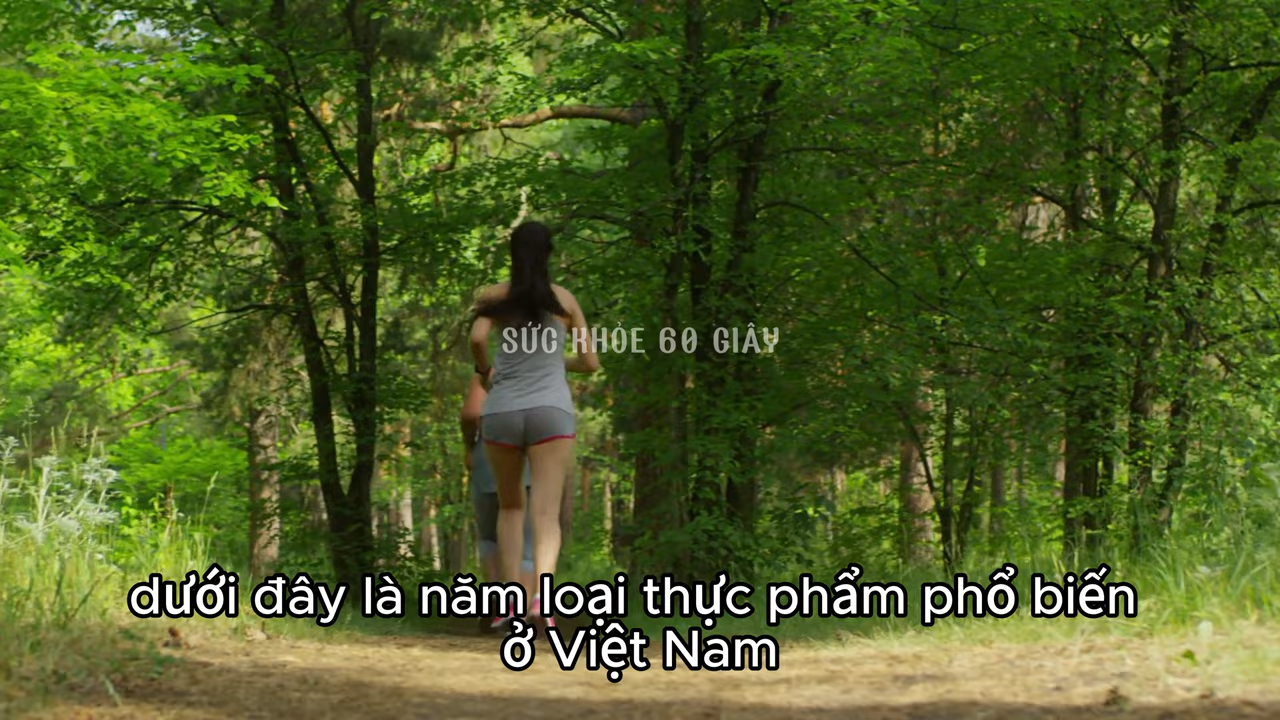 SỨC KHỎE 60 GIÂY
dưới đây là năm loại thực phẩm phổ biến
ở Việt Nam